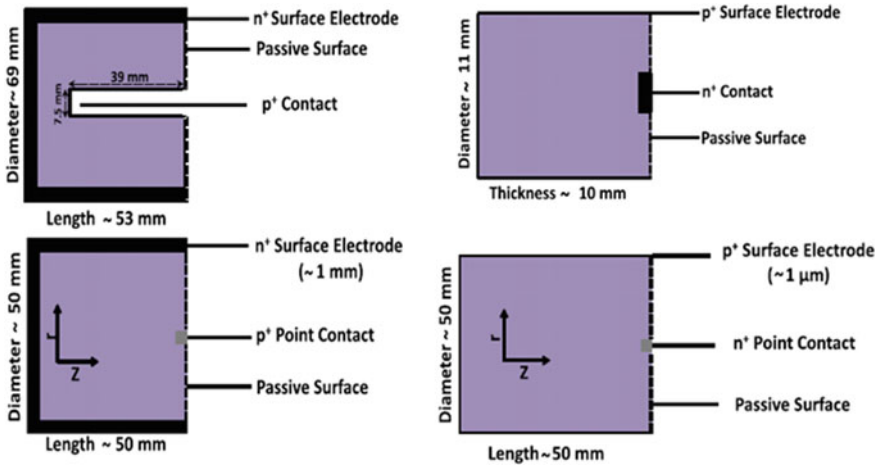 n⁺ Surface Electrode
Passive Surface
39 mm
7.5 mm
p⁺ Contact
Diameter~ 69 mm
Length ~ 53 mm
p⁺ Surface Electrode
n⁺ Contact
Passive Surface
Diameter ~ 11 mm
Thickness ~ 10 mm
n⁺ Surface Electrode
(~1 mm)
p⁺ Point Contact
Passive Surface
r
Z
Diameter ~ 50 mm
Length ~ 50 mm
p⁺ Surface Electrode
(~1 µm)
n⁺ Point Contact
Passive Surface
r
Z
Diameter ~ 50 mm
Length~50 mm